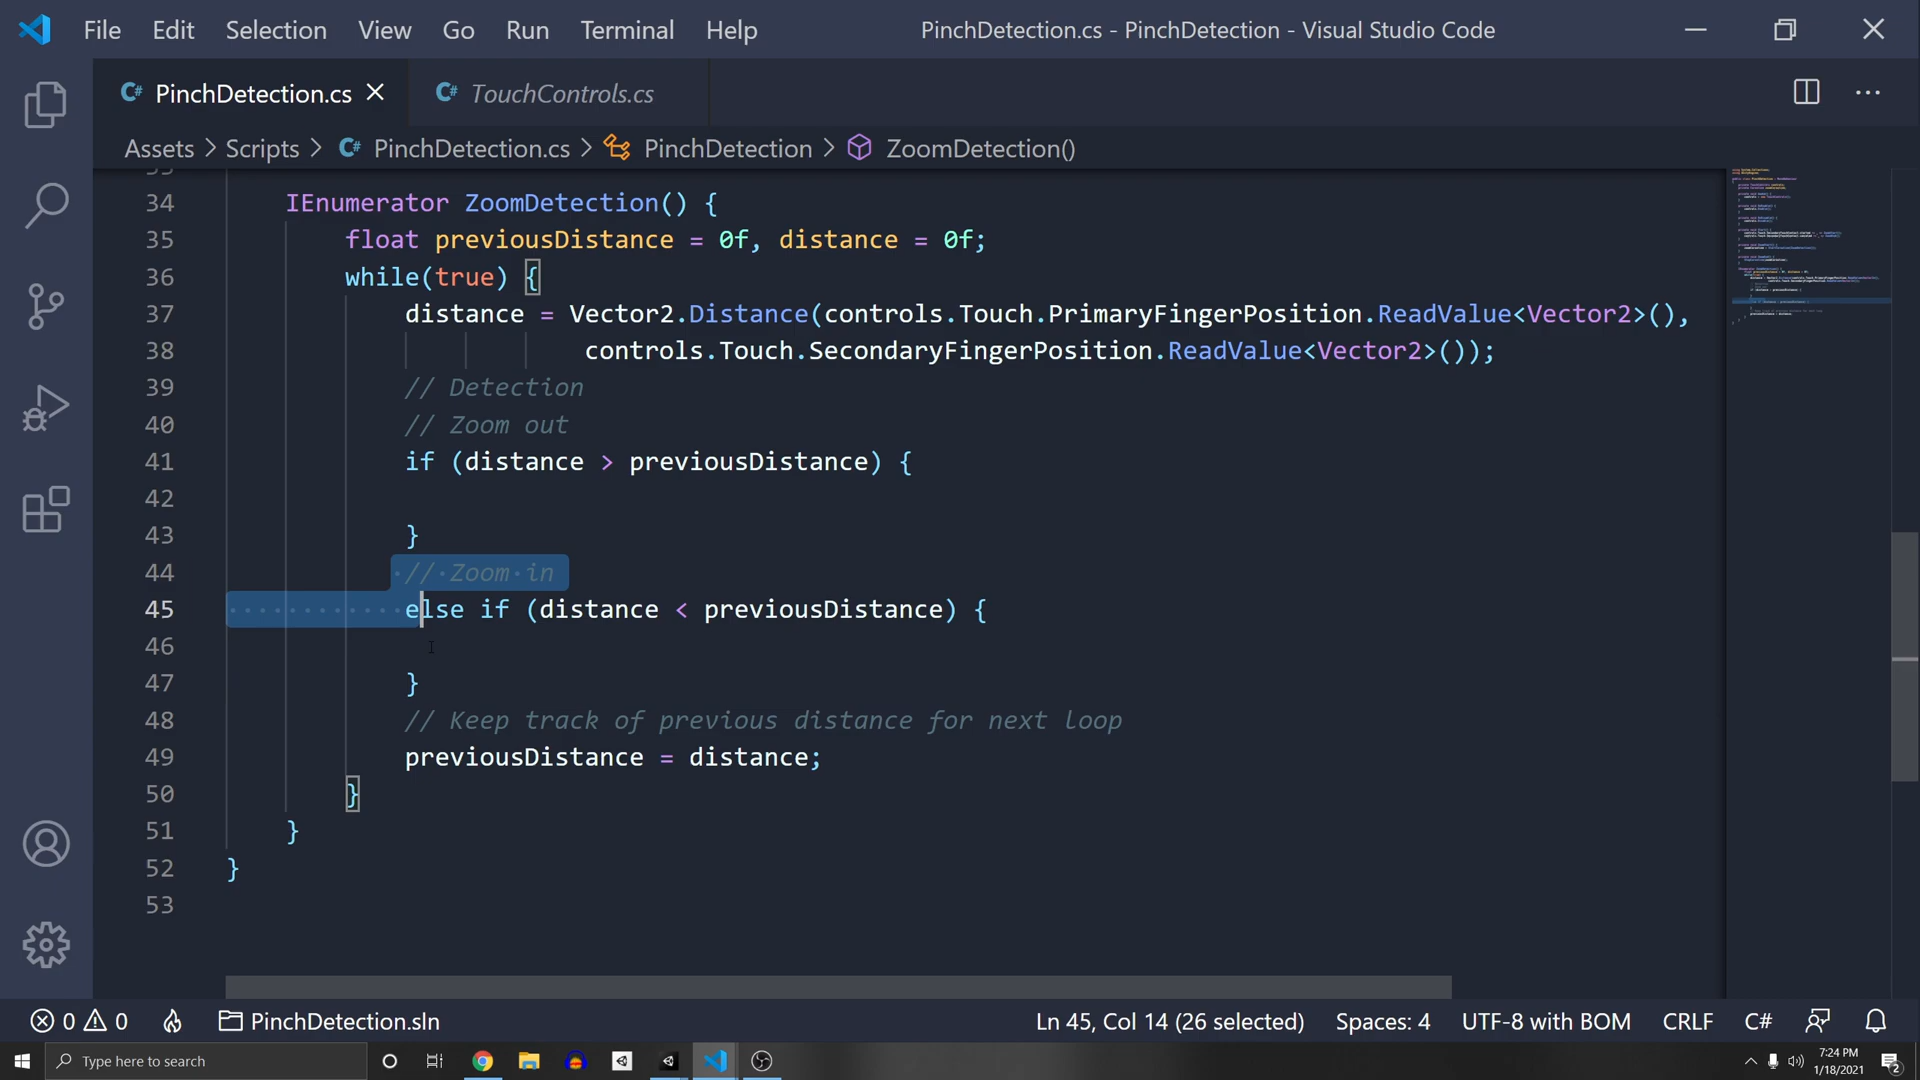 File Edit Selection View Go Run Terminal Help PinchDetection.cs - PinchDetection - Visual Studio Code
C# PinchDetection.cs C# TouchControls.cs
Assets > Scripts > C# PinchDetection.cs > PinchDetection > ZoomDetection()
34 IEnumerator ZoomDetection() {
35 float previousDistance = 0f, distance = 0f;
36 while(true) {
37 distance = Vector2.Distance(controls.Touch.PrimaryFingerPosition.ReadValue<Vector2>(),
38 controls.Touch.SecondaryFingerPosition.ReadValue<Vector2>());
39 // Detection
40 // Zoom out
41 if (distance > previousDistance) {
42
43 }
44 // Zoom in
45 else if (distance < previousDistance) {
46
47 }
48 // Keep track of previous distance for next loop
49 previousDistance = distance;
50 }
51 }
52 }
53
0 0 PinchDetection.sln Ln 45, Col 14 (26 selected) Spaces: 4 UTF-8 with BOM CRLF C#
Type here to search 7:24 PM
1/18/2021 2